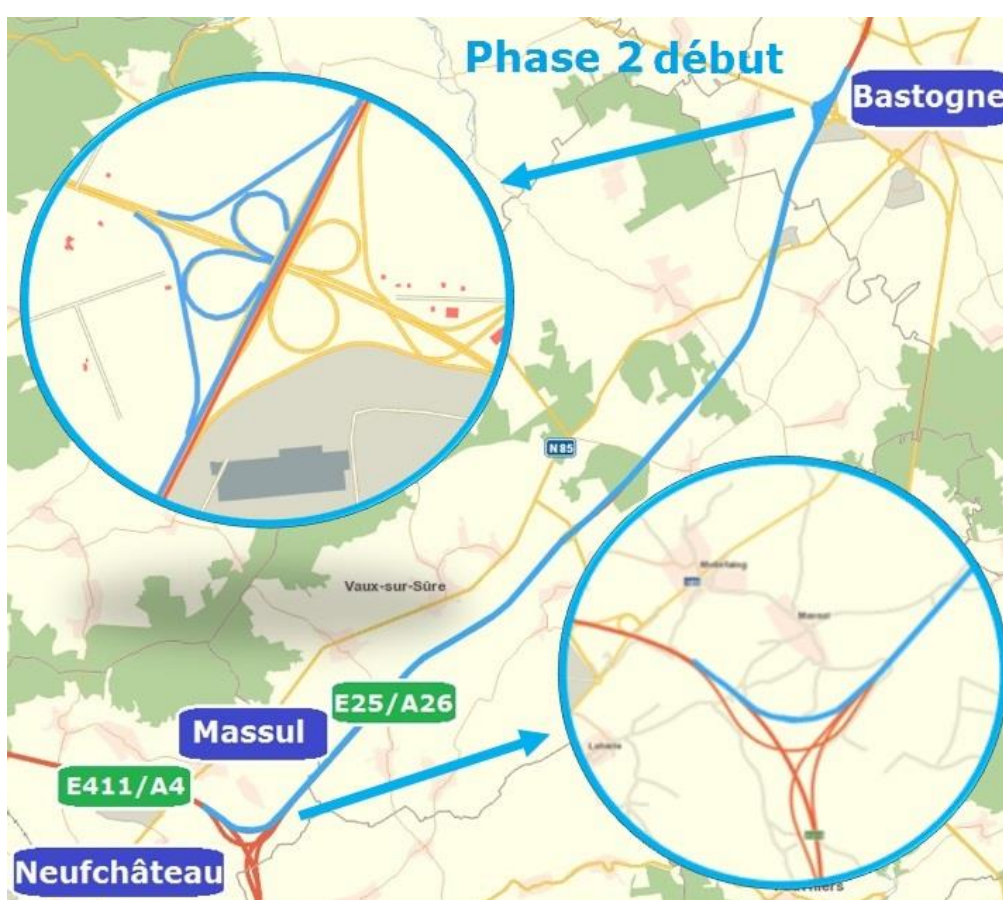 Phase 2 début
Bastogne
N85
Vaux-sur-Sûre
E25/A26
Massul
E411/A4
Neufchâteau
Massul